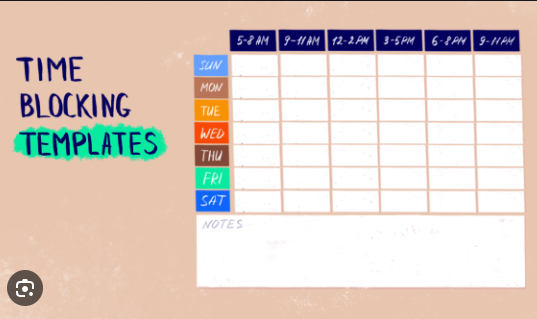 TIME
BLOCKING
TEMPLATES
5-8 AM 9-11 AM 12-2 PM 3-5 PM 6-8 PM 9-11 PM
SUN
MON
TUE
WED
THU
FRI
SAT
NOTES